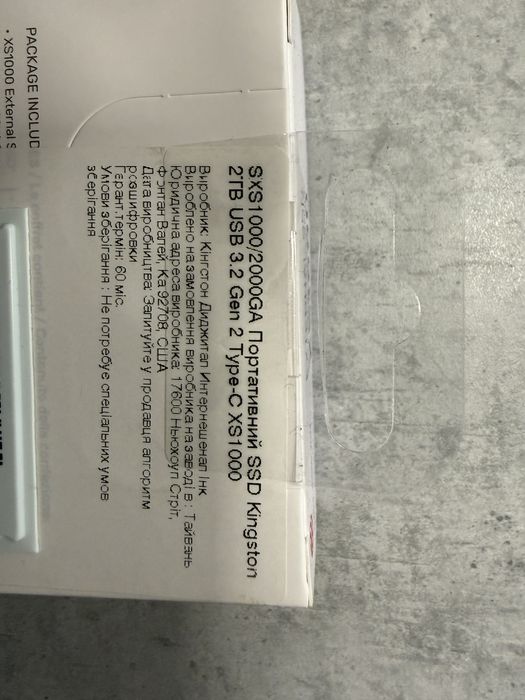 PACKAGE INCLUD
• XS1000 External S
SXS1000/2000GA Портативний SSD Kingston
2TB USB 3.2 Gen 2 Type-C XS1000
Виробник: Кінгстон Диджитал Интернешенал Інк
Вироблено на замовлення виробника на заводі в : Тайвань
Юридична адреса виробника: 17600 Ньюхоуп Стріт,
Фонтан Валей, Ка 92708, США
Дата виробництва: Запитуйте у продавця алгоритм
розшифровки
Гарант.термін: 60 міс.
Умови зберігання : Не потребує спеціальних умов
зберігання